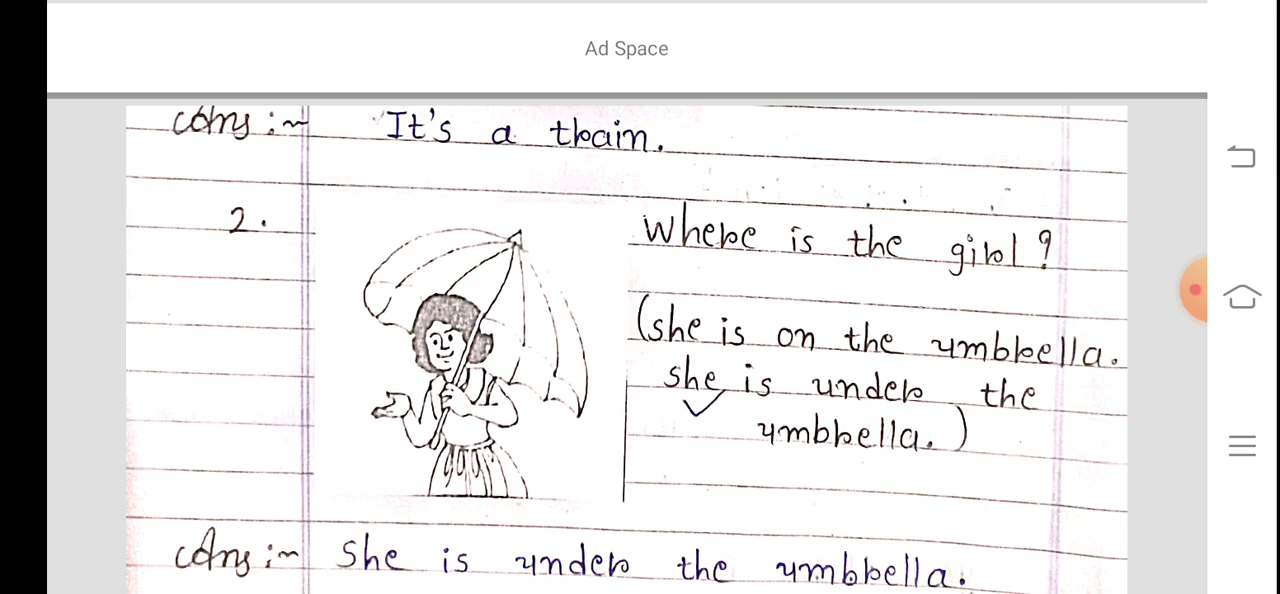 Ad Space
Ans :~ It's a train.
2.
Where is the girl?
(she is on the umbrella.
she is under the
umbrella.)
Ans :~ she is under the umbrella.